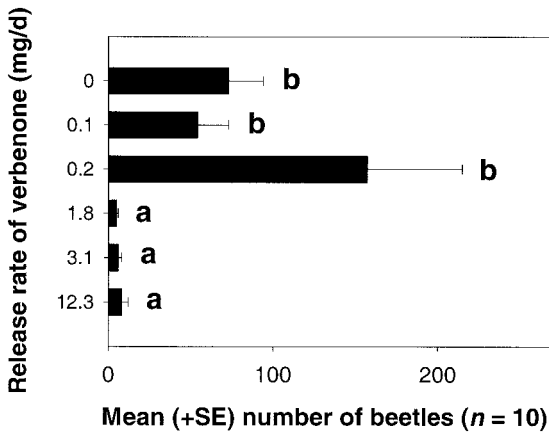 Release rate of verbenone (mg/d)
0 b
0.1 b
0.2 b
1.8 a
3.1 a
12.3 a
0 100 200
Mean (+SE) number of beetles (n = 10)